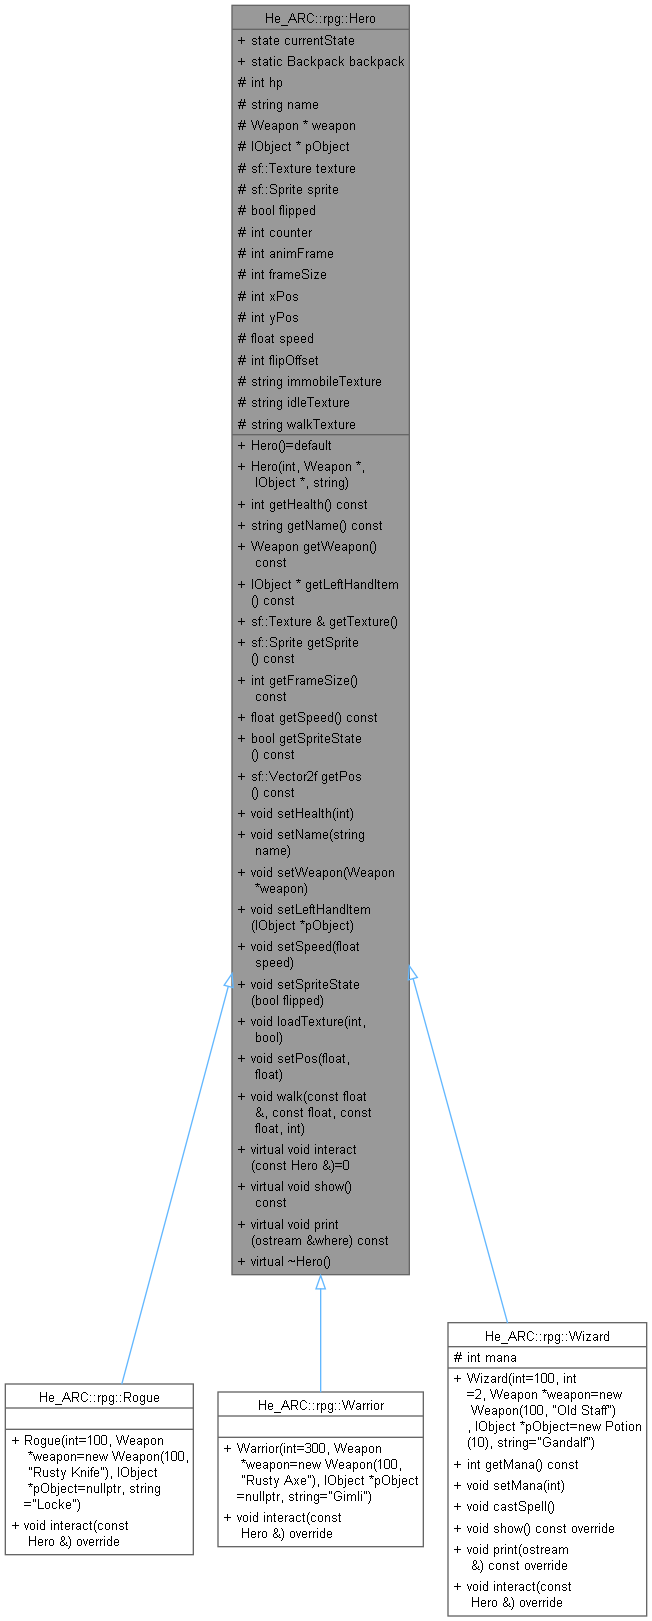 He_ARC::rpg::Hero
+ state currentState
+ static Backpack backpack
# int hp
# string name
# Weapon * weapon
# IObject * pObject
# sf::Texture texture
# sf::Sprite sprite
# bool flipped
# int counter
# int animFrame
# int frameSize
# int xPos
# int yPos
# float speed
# int flipOffset
# string immobileTexture
# string idleTexture
# string walkTexture
+ Hero()=default
+ Hero(int, Weapon *,
IObject *, string)
+ int getHealth() const
+ string getName() const
+ Weapon getWeapon()
const
+ IObject * getLeftHandItem
() const
+ sf::Texture & getTexture()
+ sf::Sprite getSprite
() const
+ int getFrameSize()
const
+ float getSpeed() const
+ bool getSpriteState
() const
+ sf::Vector2f getPos
() const
+ void setHealth(int)
+ void setName(string
name)
+ void setWeapon(Weapon
*weapon)
+ void setLeftHandItem
(IObject *pObject)
+ void setSpeed(float
speed)
+ void setSpriteState
(bool flipped)
+ void loadTexture(int,
bool)
+ void setPos(float,
float)
+ void walk(const float
&, const float, const
float, int)
+ virtual void interact
(const Hero &)=0
+ virtual void show()
const
+ virtual void print
(ostream &where) const
+ virtual ~Hero()
He_ARC::rpg::Rogue
+ Rogue(int=100, Weapon
*weapon=new Weapon(100,
"Rusty Knife"), IObject
*pObject=nullptr, string
="Locke")
+ void interact(const
Hero &) override
He_ARC::rpg::Warrior
+ Warrior(int=300, Weapon
*weapon=new Weapon(100,
"Rusty Axe"), IObject *pObject
=nullptr, string="Gimli")
+ void interact(const
Hero &) override
He_ARC::rpg::Wizard
# int mana
+ Wizard(int=100, int
=2, Weapon *weapon=new
Weapon(100, "Old Staff")
, IObject *pObject=new Potion
(10), string="Gandalf")
+ int getMana() const
+ void setMana(int)
+ void castSpell()
+ void show() const override
+ void print(ostream
&) const override
+ void interact(const
Hero &) override